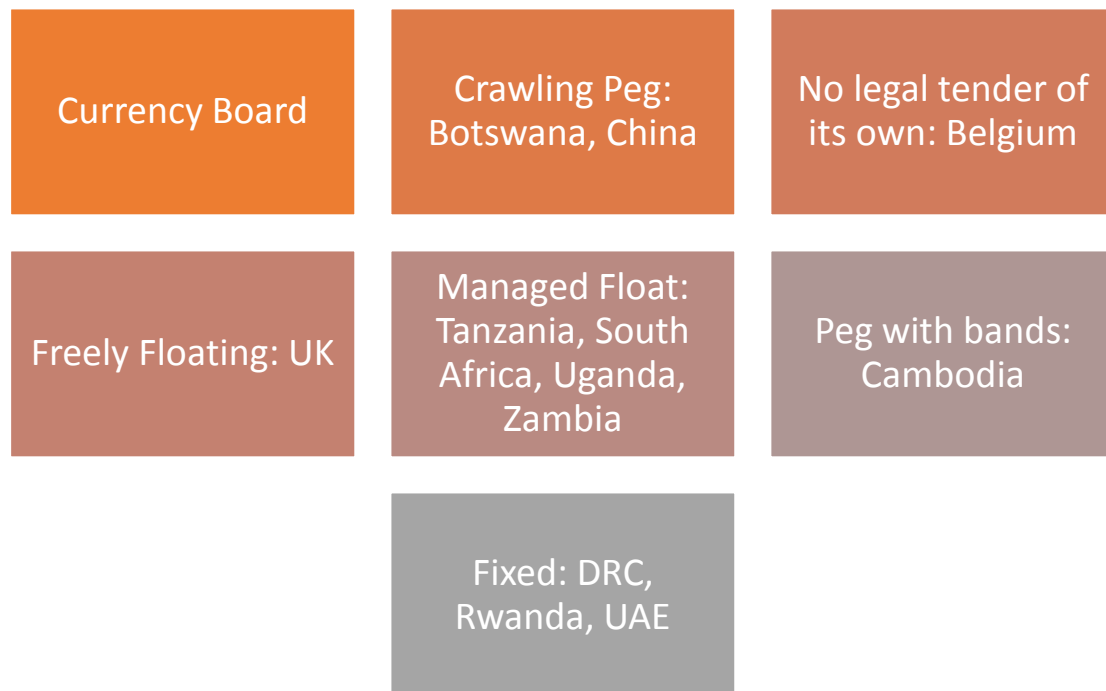 Currency Board
Crawling Peg:
Botswana, China
No legal tender of
its own: Belgium
Freely Floating: UK
Managed Float:
Tanzania, South
Africa, Uganda,
Zambia
Peg with bands:
Cambodia
Fixed: DRC,
Rwanda, UAE